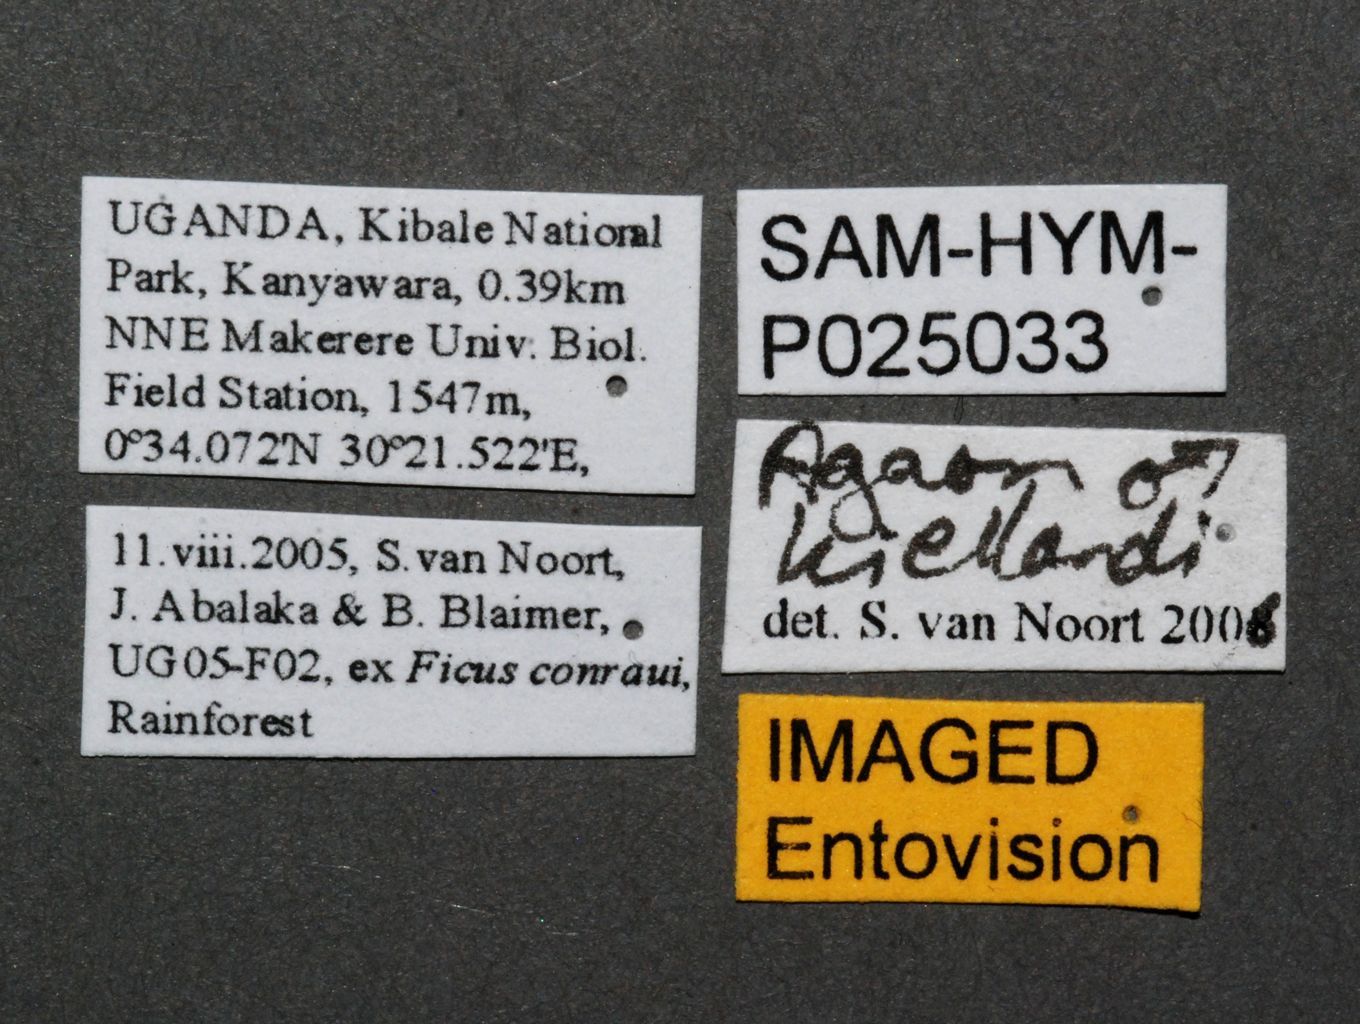 UGANDA, Kibale National
Park, Kanyawara, 0.39km
NNE Makerere Univ. Biol.
Field Station, 1547m,
0°34.072'N 30°21.522'E,
11.viii.2005, S. van Noort,
J. Abalaka & B. Blaimer,
UG05-F02, ex Ficus conraui,
Rainforest
SAM-HYM-
P025033
Agaon ♂
kiellandi
det. S. van Noort 2008
IMAGED
Entovision